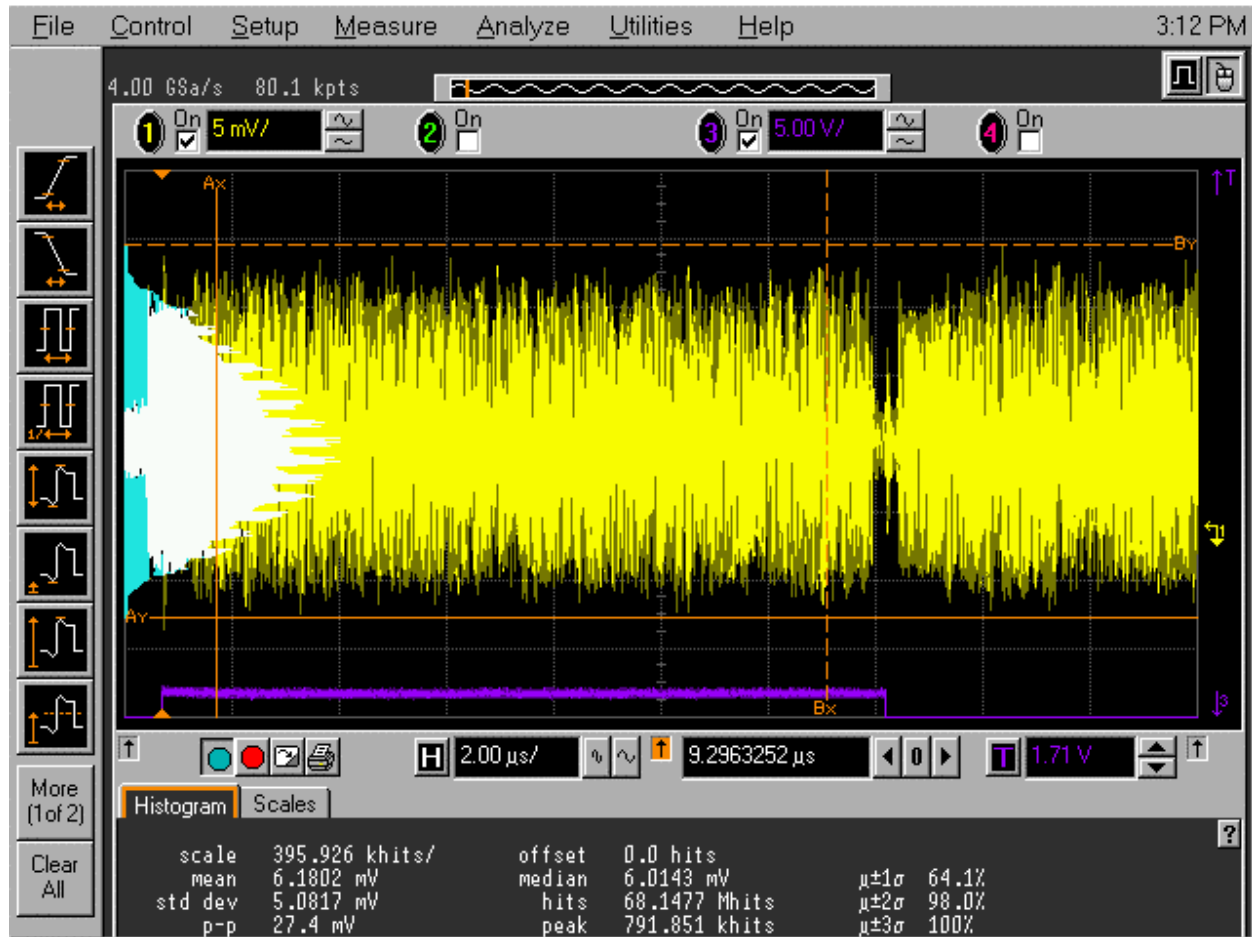 File Control Setup Measure Analyze Utilities Help 3:12 PM
4.00 GSa/s 80.1 kpts
1 On 5 mV/ 2 On 3 On 5.00 V/ 4 On
Ax
T
By
1/
1
Ay
Bx
3
H 2.00 µs/ 9.2963252 µs 0 T 1.71 V
More
(1of 2)
Clear
All
Histogram Scales
?
scale 395.926 khits/ offset 0.0 hits
mean 6.1802 mV median 6.0143 mV µ±1σ 64.1%
std dev 5.0817 mV hits 68.1477 Mhits µ±2σ 98.0%
p-p 27.4 mV peak 791.851 khits µ±3σ 100%